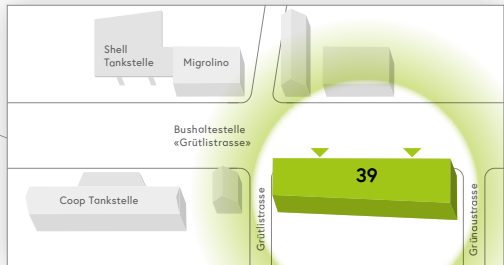 Shell
Tankstelle
Migrolino
Bushaltestelle
«Grütlistrasse»
39
Coop Tankstelle
Grütlistrasse
Grünaustrasse